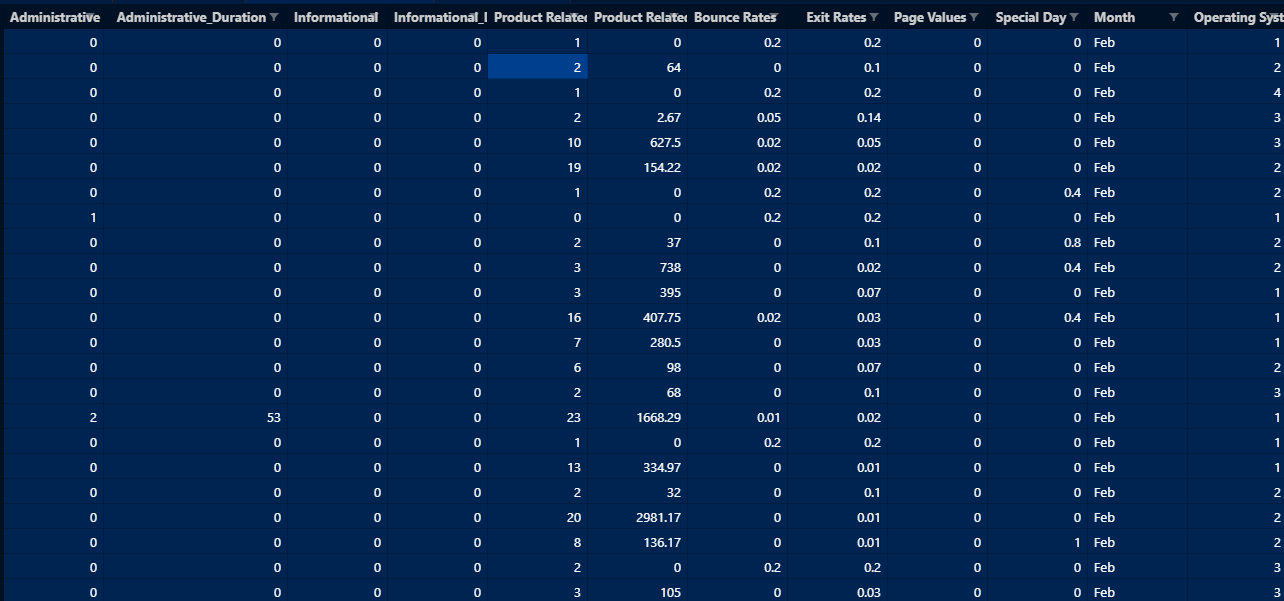 Administrative Administrative_Duration Informational Informational_ Product Related Product Related Bounce Rates Exit Rates Page Values Special Day Month Operating Syst
0 0 0 0 1 0 0.2 0.2 0 0 Feb 1
0 0 0 0 2 64 0 0.1 0 0 Feb 2
0 0 0 0 1 0 0.2 0.2 0 0 Feb 4
0 0 0 0 2 2.67 0.05 0.14 0 0 Feb 3
0 0 0 0 10 627.5 0.02 0.05 0 0 Feb 3
0 0 0 0 19 154.22 0.02 0.02 0 0 Feb 2
0 0 0 0 1 0 0.2 0.2 0 0.4 Feb 2
1 0 0 0 0 0 0.2 0.2 0 0 Feb 1
0 0 0 0 2 37 0 0.1 0 0.8 Feb 2
0 0 0 0 3 738 0 0.02 0 0.4 Feb 2
0 0 0 0 3 395 0 0.07 0 0 Feb 1
0 0 0 0 16 407.75 0.02 0.03 0 0.4 Feb 1
0 0 0 0 7 280.5 0 0.03 0 0 Feb 1
0 0 0 0 6 98 0 0.07 0 0 Feb 2
0 0 0 0 2 68 0 0.1 0 0 Feb 3
2 53 0 0 23 1668.29 0.01 0.02 0 0 Feb 1
0 0 0 0 1 0 0.2 0.2 0 0 Feb 1
0 0 0 0 13 334.97 0 0.01 0 0 Feb 1
0 0 0 0 2 32 0 0.1 0 0 Feb 2
0 0 0 0 20 2981.17 0 0.01 0 0 Feb 2
0 0 0 0 8 136.17 0 0.01 0 1 Feb 2
0 0 0 0 2 0 0.2 0.2 0 0 Feb 3
0 0 0 0 3 105 0 0.03 0 0 Feb 3